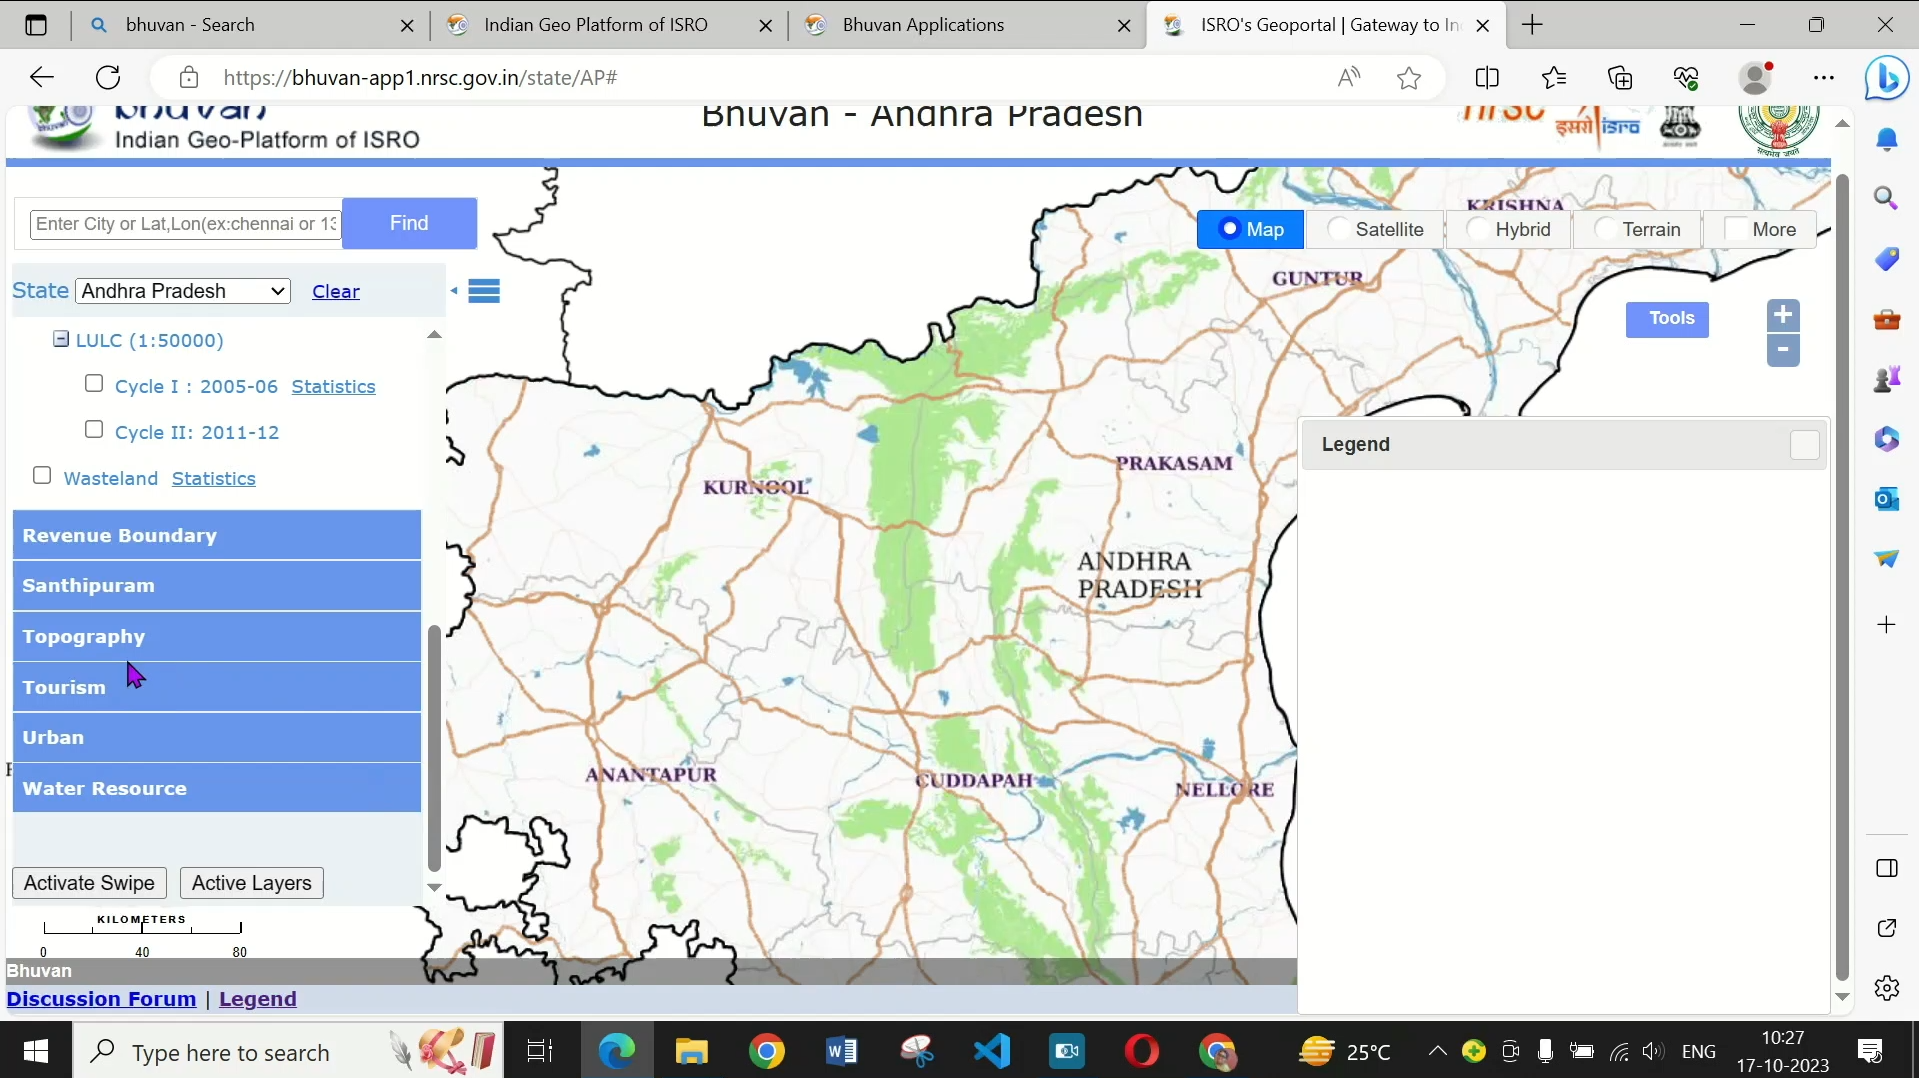 bhuvan - Search
Indian Geo Platform of ISRO
Bhuvan Applications
ISRO's Geoportal | Gateway to In
https://bhuvan-app1.nrsc.gov.in/state/AP#
bhuvan
Indian Geo-Platform of ISRO
Bhuvan - Andhra Pradesh
nrsc
इसरो isro
सत्यमेव जयते
Enter City or Lat,Lon(ex:chennai or 13
Find
Map
Satellite
Hybrid
Terrain
More
State
Andhra Pradesh
Clear
Tools
+
-
LULC (1:50000)
Cycle I : 2005-06 Statistics
Cycle II: 2011-12
Wasteland Statistics
Revenue Boundary
Santhipuram
Topography
Tourism
Urban
Water Resource
Activate Swipe
Active Layers
KRISHNA
GUNTUR
PRAKASAM
KURNOOL
ANDHRA
PRADESH
ANANTAPUR
CUDDAPAH
NELLORE
Legend
KILOMETERS
0 40 80
Bhuvan
Discussion Forum | Legend
Type here to search
25°C
ENG
10:27
17-10-2023